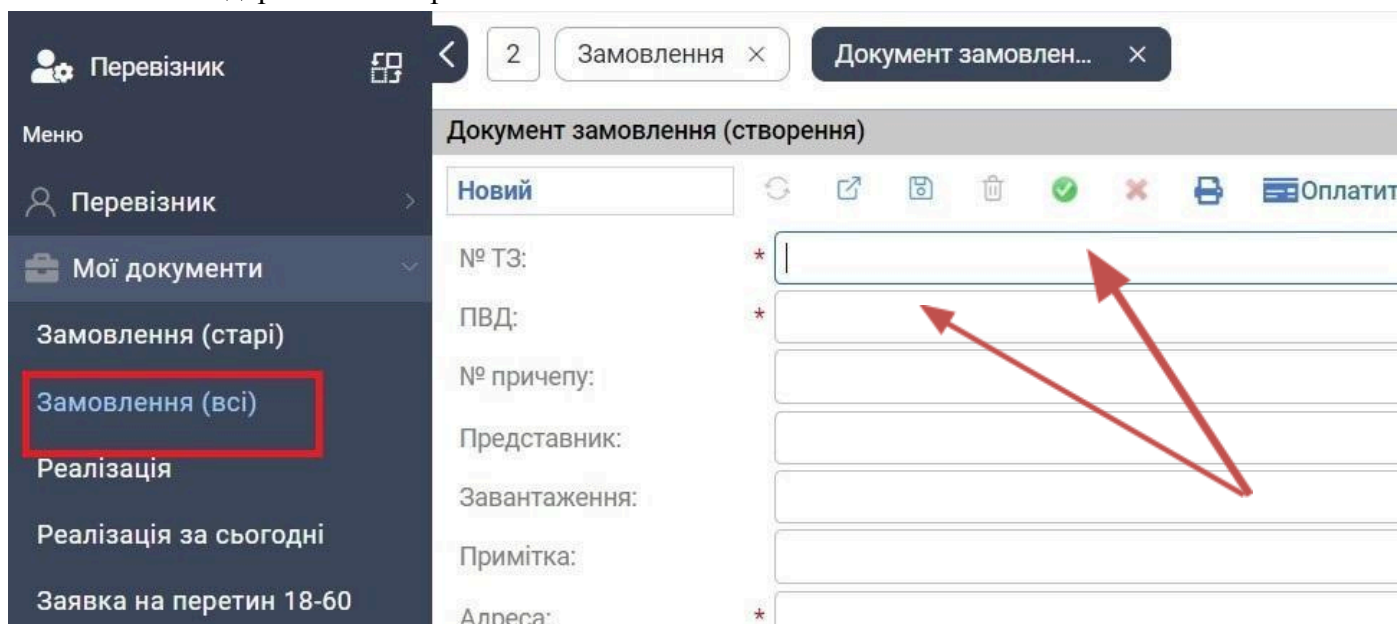 Перевізник
Меню
Перевізник
Мої документи
Замовлення (старі)
Замовлення (всі)
Реалізація
Реалізація за сьогодні
Заявка на перетин 18-60
2 Замовлення × Документ замовлен... ×
Документ замовлення (створення)
Новий Оплатит
№ ТЗ: *
ПВД: *
№ причепу:
Представник:
Завантаження:
Примітка:
Адреса: *